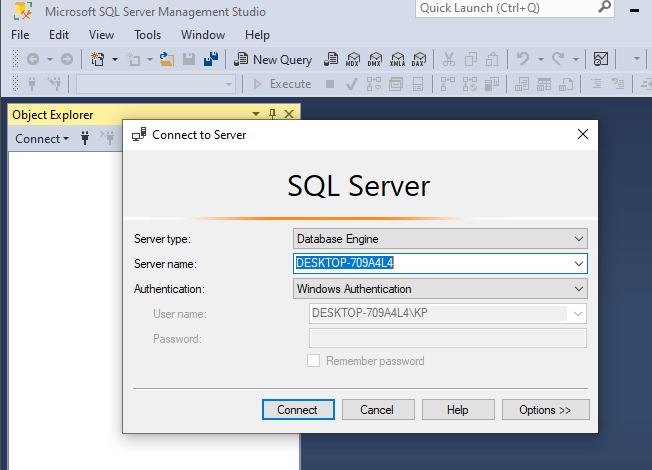 Microsoft SQL Server Management Studio
Quick Launch (Ctrl+Q)
File Edit View Tools Window Help
New Query MDX DMX XMLA DAX
Execute
Object Explorer
Connect
Connect to Server
SQL Server
Server type: Database Engine
Server name: DESKTOP-709A4L4
Authentication: Windows Authentication
User name: DESKTOP-709A4L4\KP
Password:
Remember password
Connect Cancel Help Options >>